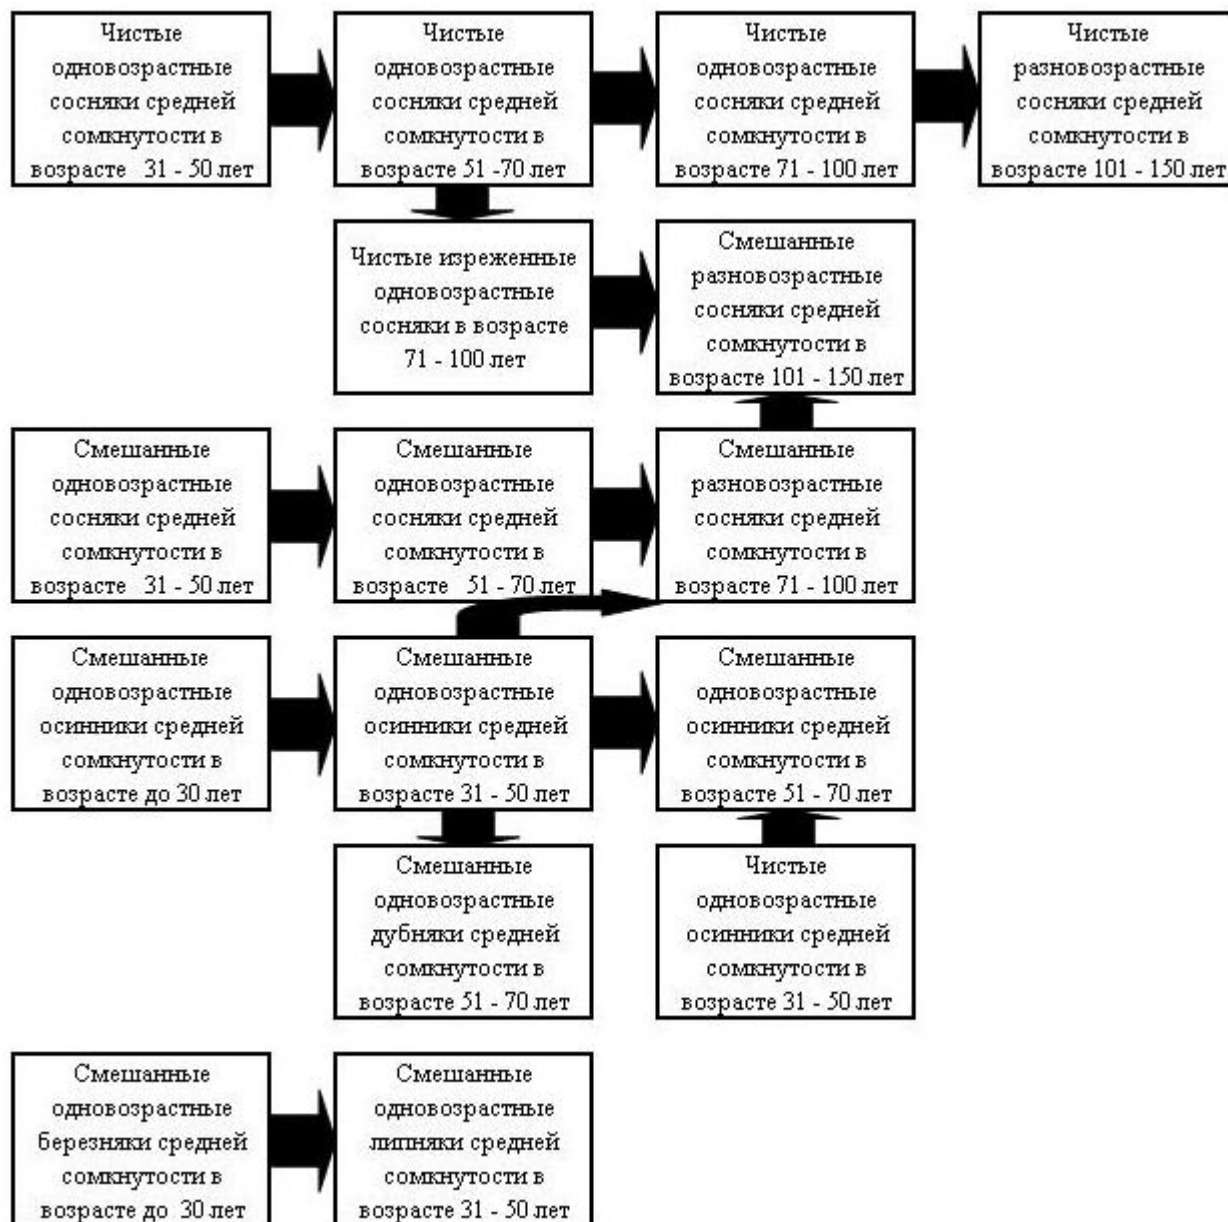 Чистые
одновозрастные
сосняки средней
сомкнутости в
возрасте 31 - 50 лет
Чистые
одновозрастные
сосняки средней
сомкнутости в
возрасте 51 -70 лет
Чистые
одновозрастные
сосняки средней
сомкнутости в
возрасте 71 - 100 лет
Чистые
разновозрастные
сосняки средней
сомкнутости в
возрасте 101 - 150 лет
Чистые изреженные
одновозрастные
сосняки в возрасте
71 - 100 лет
Смешанные
разновозрастные
сосняки средней
сомкнутости в
возрасте 101 - 150 лет
Смешанные
одновозрастные
сосняки средней
сомкнутости в
возрасте 31 - 50 лет
Смешанные
одновозрастные
сосняки средней
сомкнутости в
возрасте 51 - 70 лет
Смешанные
разновозрастные
сосняки средней
сомкнутости в
возрасте 71 - 100 лет
Смешанные
одновозрастные
осинники средней
сомкнутости в
возрасте до 30 лет
Смешанные
одновозрастные
осинники средней
сомкнутости в
возрасте 31 - 50 лет
Смешанные
одновозрастные
осинники средней
сомкнутости в
возрасте 51 - 70 лет
Смешанные
одновозрастные
дубняки средней
сомкнутости в
возрасте 51 - 70 лет
Чистые
одновозрастные
осинники средней
сомкнутости в
возрасте 31 - 50 лет
Смешанные
одновозрастные
березняки средней
сомкнутости в
возрасте до 30 лет
Смешанные
одновозрастные
липняки средней
сомкнутости в
возрасте 31 - 50 лет